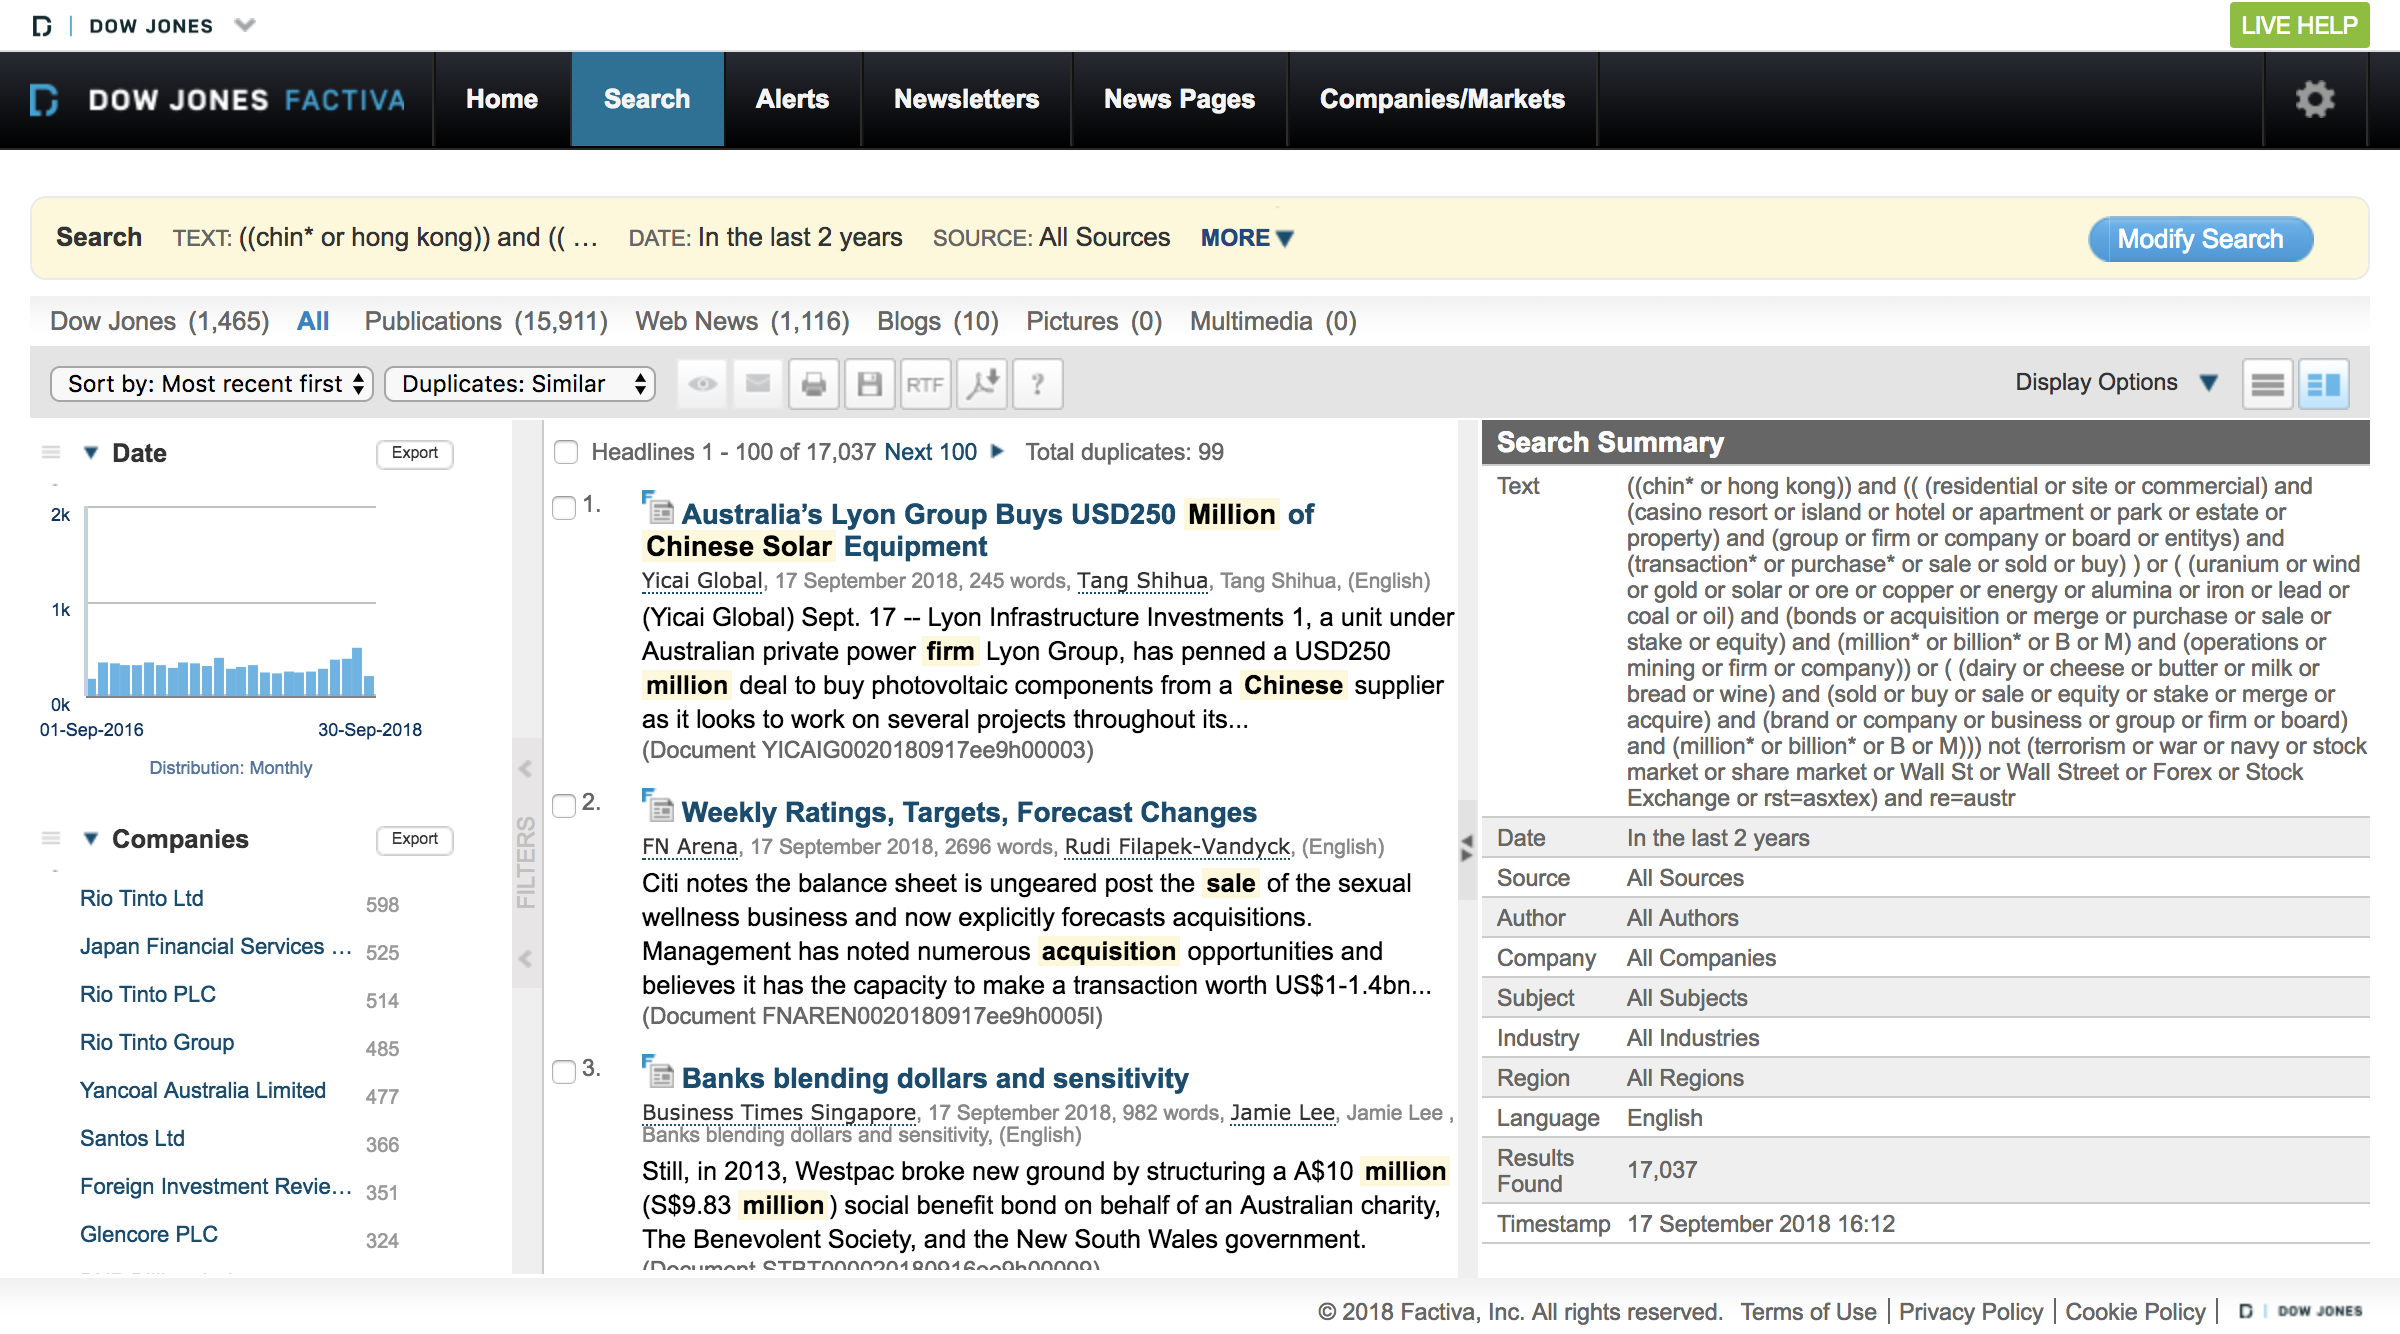 DOW JONES
LIVE HELP
DOW JONES FACTIVA
Home
Search
Alerts
Newsletters
News Pages
Companies/Markets
Search TEXT: ((chin* or hong kong)) and (( ... DATE: In the last 2 years SOURCE: All Sources MORE
Modify Search
Dow Jones (1,465) All Publications (15,911) Web News (1,116) Blogs (10) Pictures (0) Multimedia (0)
Sort by: Most recent first
Duplicates: Similar
RTF
?
Display Options
Date
Export
2k
1k
0k
01-Sep-2016
30-Sep-2018
Distribution: Monthly
Companies
Export
Rio Tinto Ltd 598
Japan Financial Services ... 525
Rio Tinto PLC 514
Rio Tinto Group 485
Yancoal Australia Limited 477
Santos Ltd 366
Foreign Investment Revie... 351
Glencore PLC 324
FILTERS
Headlines 1 - 100 of 17,037 Next 100 Total duplicates: 99
1. Australia’s Lyon Group Buys USD250 Million of
Chinese Solar Equipment
Yicai Global, 17 September 2018, 245 words, Tang Shihua, Tang Shihua, (English)
(Yicai Global) Sept. 17 -- Lyon Infrastructure Investments 1, a unit under
Australian private power firm Lyon Group, has penned a USD250
million deal to buy photovoltaic components from a Chinese supplier
as it looks to work on several projects throughout its...
(Document YICAIG0020180917ee9h00003)
2. Weekly Ratings, Targets, Forecast Changes
FN Arena, 17 September 2018, 2696 words, Rudi Filapek-Vandyck, (English)
Citi notes the balance sheet is ungeared post the sale of the sexual
wellness business and now explicitly forecasts acquisitions.
Management has noted numerous acquisition opportunities and
believes it has the capacity to make a transaction worth US$1-1.4bn...
(Document FNAREN0020180917ee9h0005l)
3. Banks blending dollars and sensitivity
Business Times Singapore, 17 September 2018, 982 words, Jamie Lee, Jamie Lee ,
Banks blending dollars and sensitivity, (English)
Still, in 2013, Westpac broke new ground by structuring a A$10 million
(S$9.83 million) social benefit bond on behalf of an Australian charity,
The Benevolent Society, and the New South Wales government.
(Document STBT000020180916ee9h00009)
Search Summary
Text
((chin* or hong kong)) and (( (residential or site or commercial) and
(casino resort or island or hotel or apartment or park or estate or
property) and (group or firm or company or board or entitys) and
(transaction* or purchase* or sale or sold or buy) ) or ( (uranium or wind
or gold or solar or ore or copper or energy or alumina or iron or lead or
coal or oil) and (bonds or acquisition or merge or purchase or sale or
stake or equity) and (million* or billion* or B or M) and (operations or
mining or firm or company)) or ( (dairy or cheese or butter or milk or
bread or wine) and (sold or buy or sale or equity or stake or merge or
acquire) and (brand or company or business or group or firm or board)
and (million* or billion* or B or M))) not (terrorism or war or navy or stock
market or share market or Wall St or Wall Street or Forex or Stock
Exchange or rst=asxtex) and re=austr
Date In the last 2 years
Source All Sources
Author All Authors
Company All Companies
Subject All Subjects
Industry All Industries
Region All Regions
Language English
Results
Found 17,037
Timestamp 17 September 2018 16:12
© 2018 Factiva, Inc. All rights reserved. Terms of Use | Privacy Policy | Cookie Policy | DOW JONES